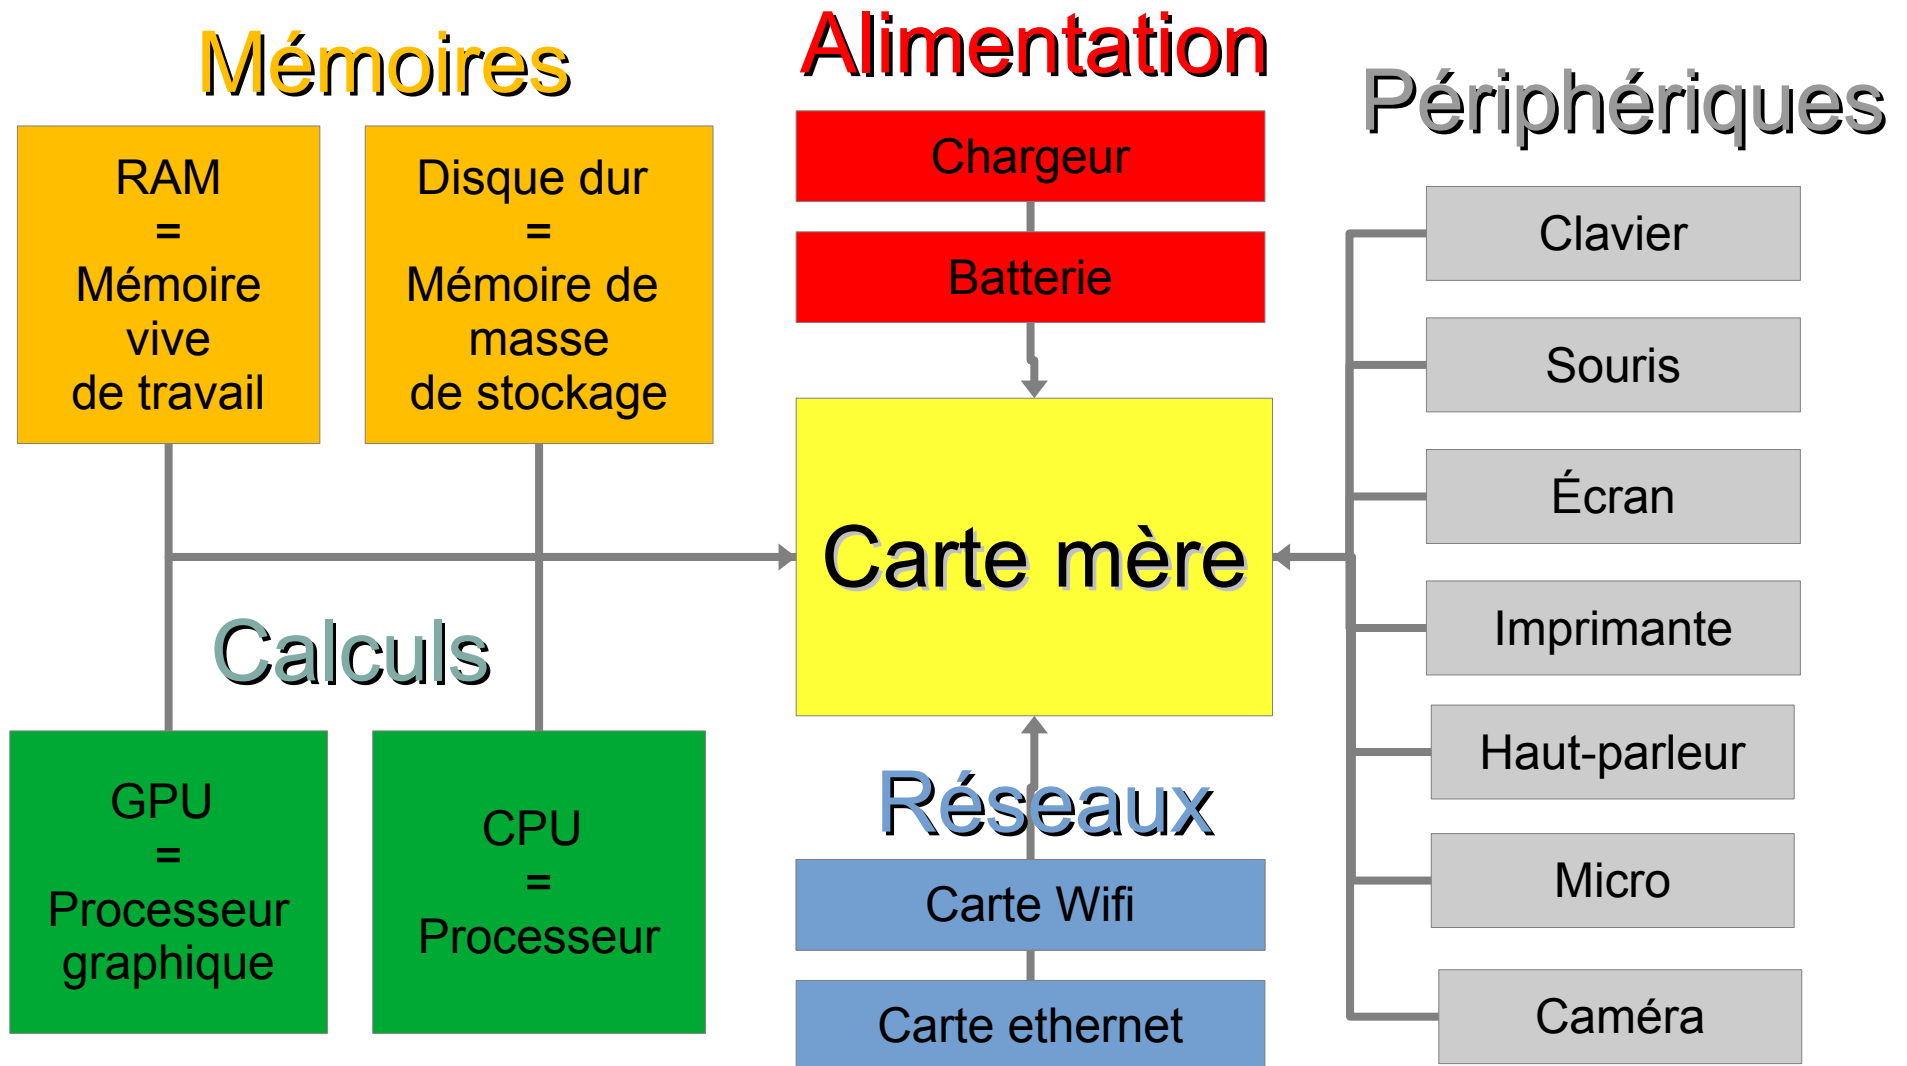 Mémoires
RAM
=
Mémoire
vive
de travail
Disque dur
=
Mémoire de
masse
de stockage
Calculs
GPU
=
Processeur
graphique
CPU
=
Processeur
Alimentation
Chargeur
Batterie
Carte mère
Réseaux
Carte Wifi
Carte ethernet
Périphériques
Clavier
Souris
Écran
Imprimante
Haut-parleur
Micro
Caméra